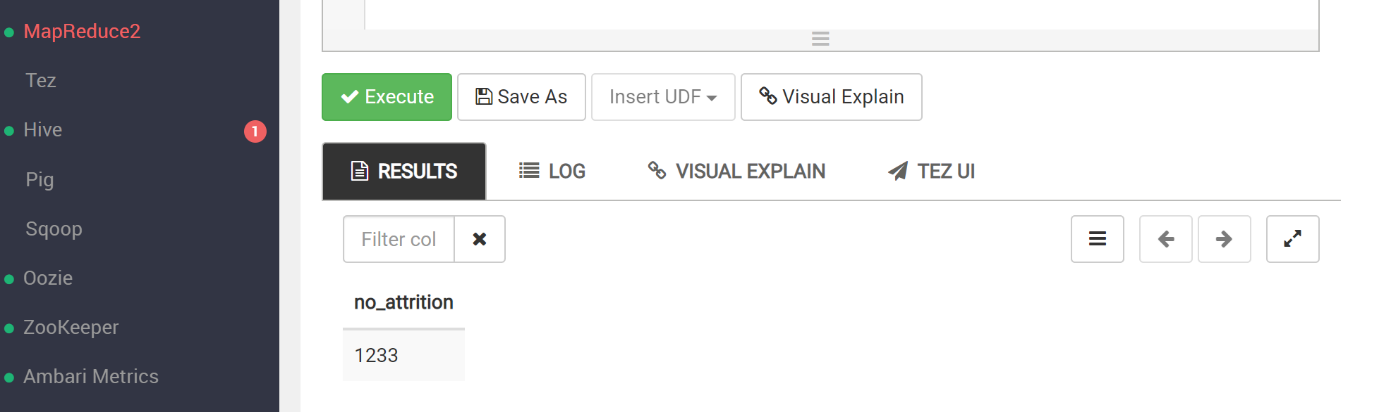 MapReduce2
Tez
Hive 1
Pig
Sqoop
Oozie
ZooKeeper
Ambari Metrics
Execute Save As Insert UDF Visual Explain
RESULTS LOG VISUAL EXPLAIN TEZ UI
Filter col
no_attrition
1233